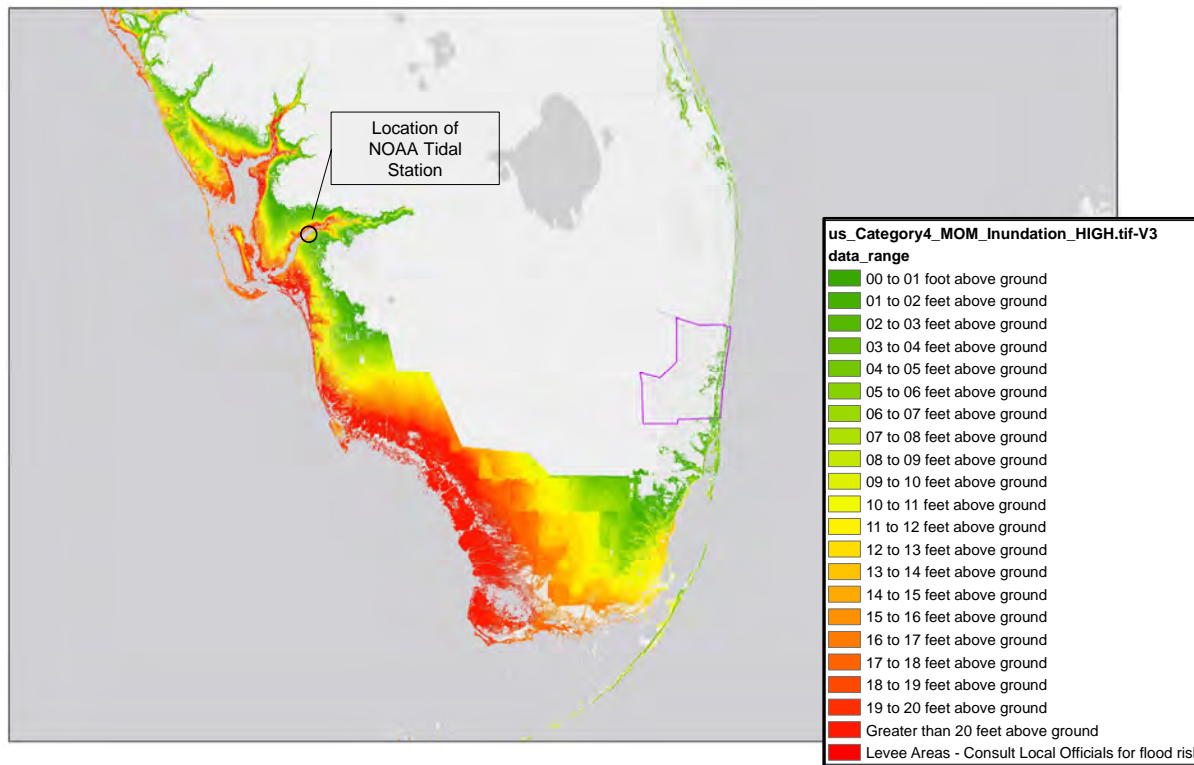 Location of
NOAA Tidal
Station
us_Category4_MOM_Inundation_HIGH.tif-V3
data_range
00 to 01 foot above ground
01 to 02 feet above ground
02 to 03 feet above ground
03 to 04 feet above ground
04 to 05 feet above ground
05 to 06 feet above ground
06 to 07 feet above ground
07 to 08 feet above ground
08 to 09 feet above ground
09 to 10 feet above ground
10 to 11 feet above ground
11 to 12 feet above ground
12 to 13 feet above ground
13 to 14 feet above ground
14 to 15 feet above ground
15 to 16 feet above ground
16 to 17 feet above ground
17 to 18 feet above ground
18 to 19 feet above ground
19 to 20 feet above ground
Greater than 20 feet above ground
Levee Areas - Consult Local Officials for flood risk